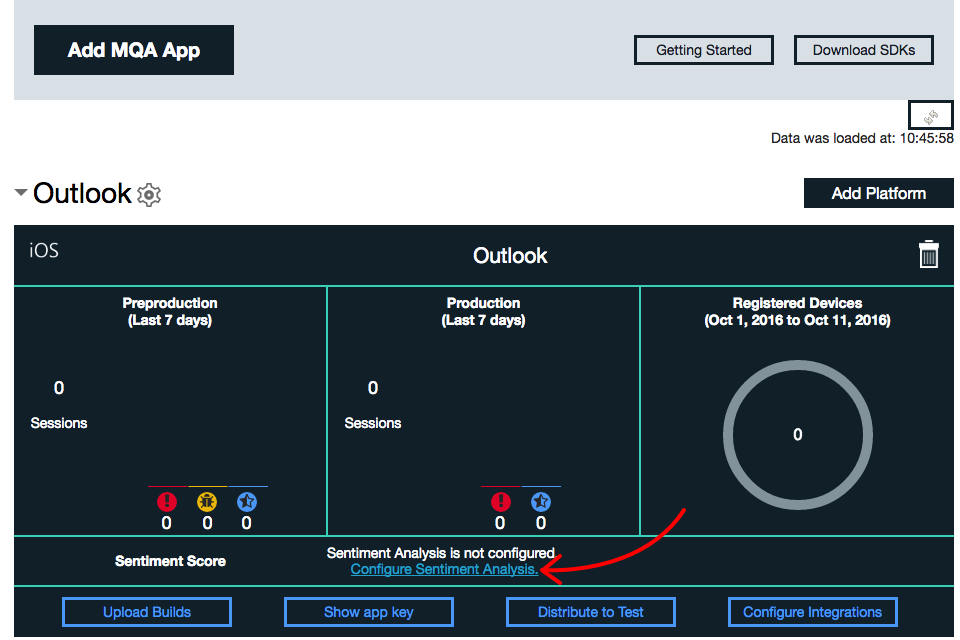 Add MQA App
Getting Started
Download SDKs
Data was loaded at: 10:45:58
Outlook
Add Platform
iOS
Outlook
Preproduction
(Last 7 days)
Production
(Last 7 days)
Registered Devices
(Oct 1, 2016 to Oct 11, 2016)
0
Sessions
0
Sessions
0
0 0 0
0 0
Sentiment Score
Sentiment Analysis is not configured
Configure Sentiment Analysis.
Upload Builds
Show app key
Distribute to Test
Configure Integrations